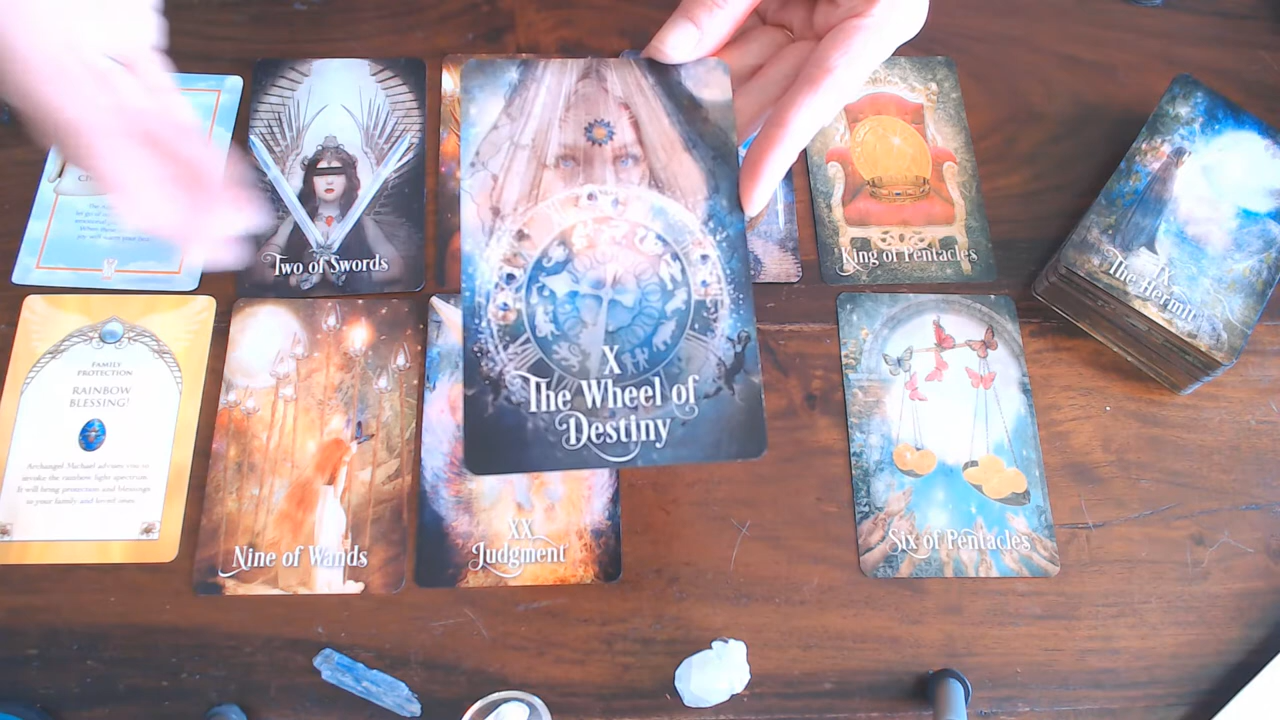 Two of Swords
King of Pentacles
X
The Wheel of
Destiny
IX
The Hermit
FAMILY
PROTECTION
RAINBOW
BLESSING!
Archangel Michael advises you to
invoke the rainbow light spectrum.
It will bring protection and blessings
to your family and loved ones.
Nine of Wands
XX
Judgment
Six of Pentacles